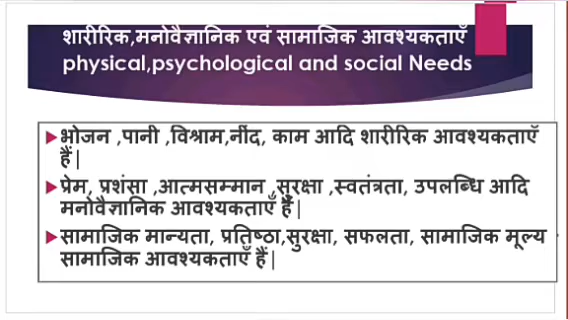 शारीरिक,मनोवैज्ञानिक एवं सामाजिक आवश्यकताएँ
physical,psychological and social Needs
भोजन ,पानी ,विश्राम,नींद, काम आदि शारीरिक आवश्यकताएँ
हैं|
प्रेम, प्रशंसा ,आत्मसम्मान ,सुरक्षा ,स्वतंत्रता, उपलब्धि आदि
मनोवैज्ञानिक आवश्यकताएँ हैं|
सामाजिक मान्यता, प्रतिष्ठा,सुरक्षा, सफलता, सामाजिक मूल्य
सामाजिक आवश्यकताएँ हैं|